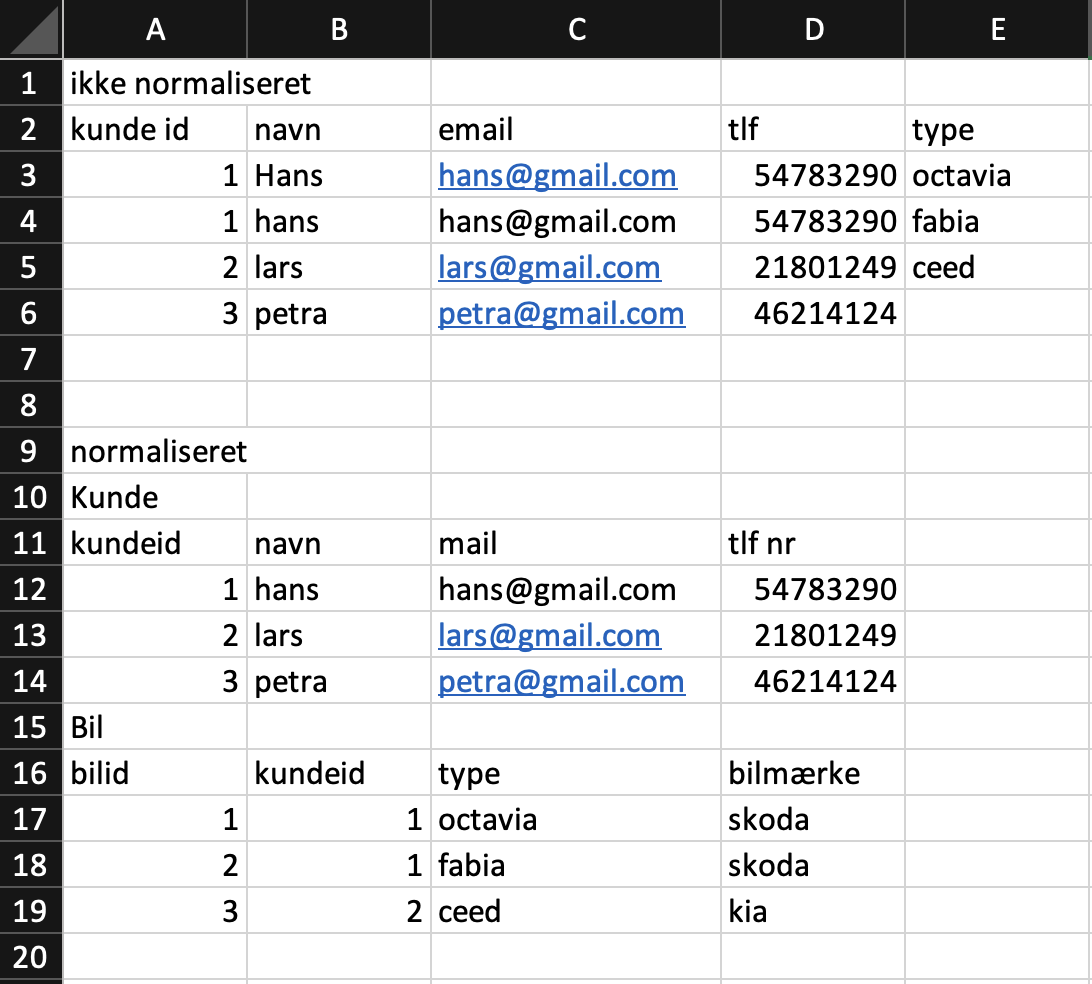 A B C D E
1 ikke normaliseret
2 kunde id navn email tlf type
3 1 Hans hans@gmail.com 54783290 octavia
4 1 hans hans@gmail.com 54783290 fabia
5 2 lars lars@gmail.com 21801249 ceed
6 3 petra petra@gmail.com 46214124
7
8
9 normaliseret
10 Kunde
11 kundeid navn mail tlf nr
12 1 hans hans@gmail.com 54783290
13 2 lars lars@gmail.com 21801249
14 3 petra petra@gmail.com 46214124
15 Bil
16 bilid kundeid type bilmærke
17 1 1 octavia skoda
18 2 1 fabia skoda
19 3 2 ceed kia
20